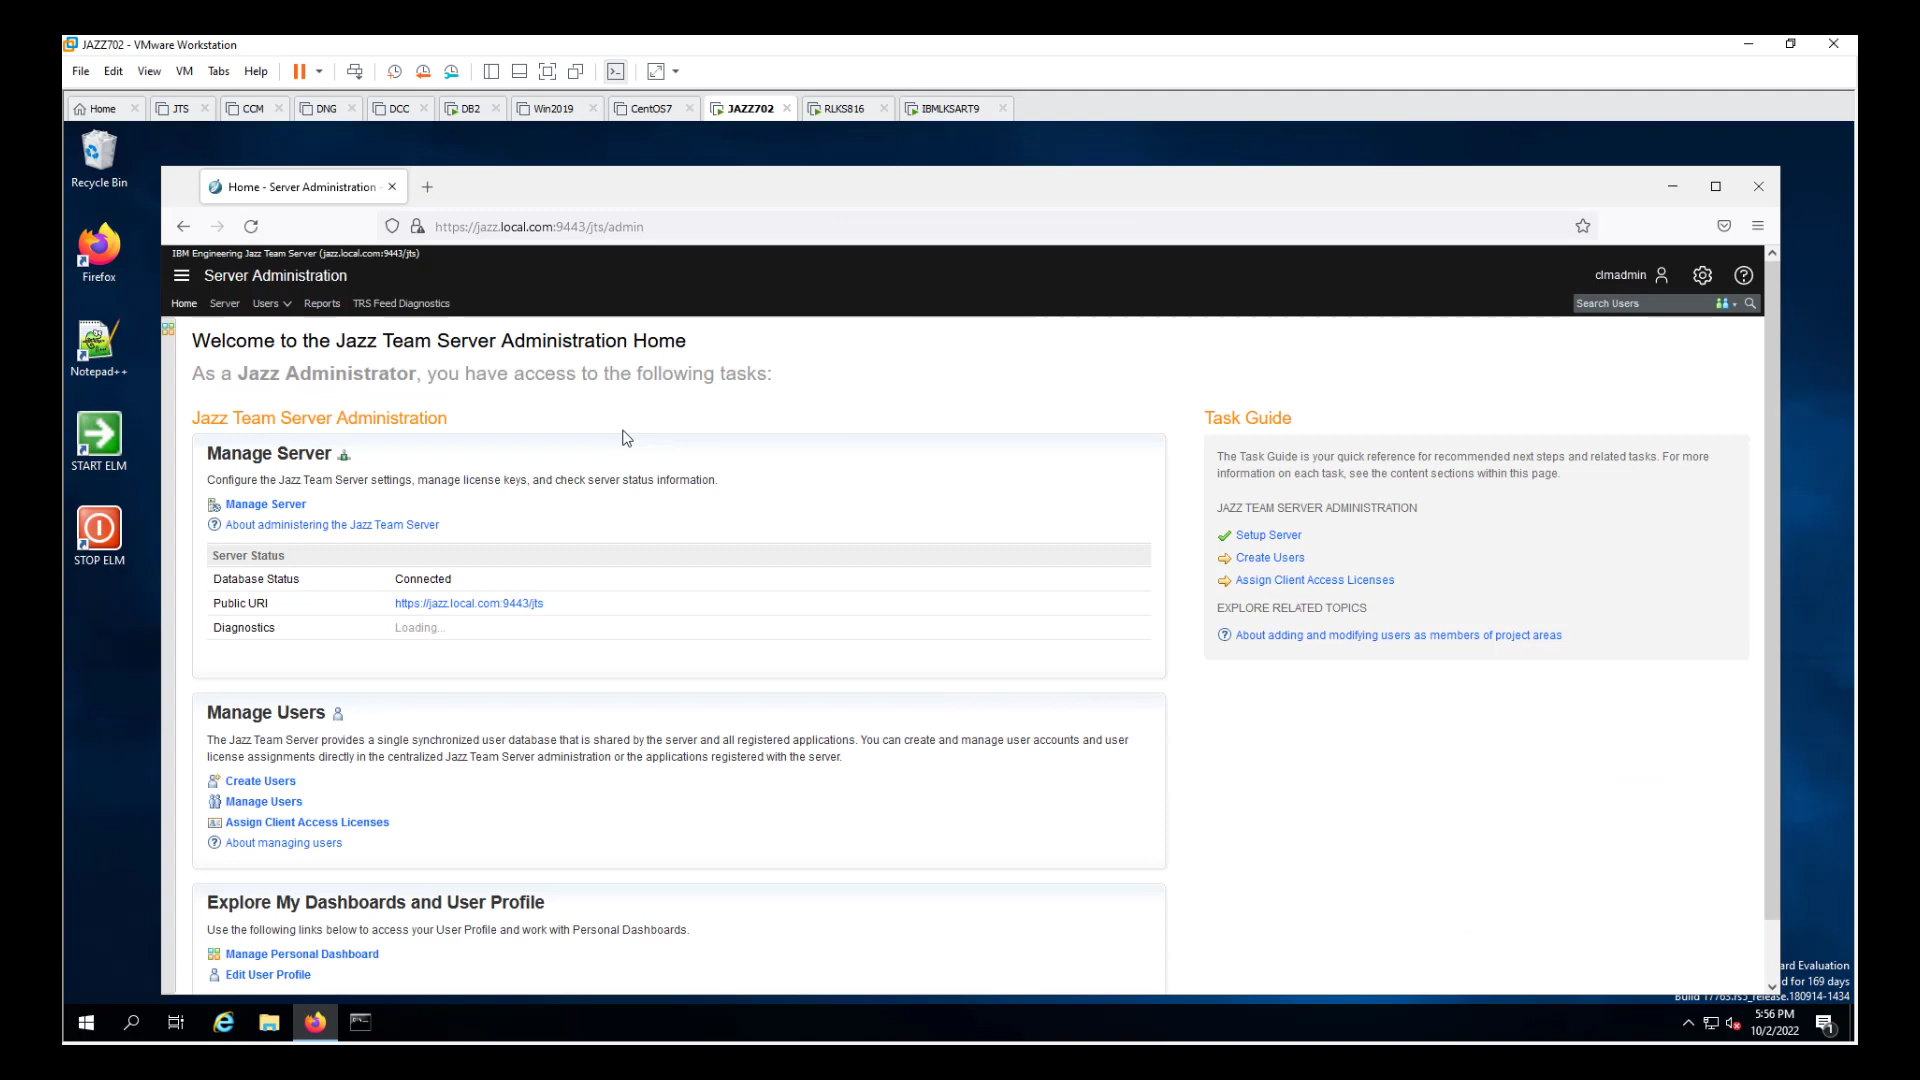 JAZZ702 - VMware Workstation
File Edit View VM Tabs Help
Home JTS CCM DNG DCC DB2 Win2019 CentOS7 JAZZ702 RLKS816 IBMLKSART9
Recycle Bin
Firefox
Notepad++
START ELM
STOP ELM
Home - Server Administration -
https://jazz.local.com:9443/jts/admin
IBM Engineering Jazz Team Server (jazz.local.com:9443/jts)
Server Administration
clmadmin
Home Server Users Reports TRS Feed Diagnostics
Search Users
Welcome to the Jazz Team Server Administration Home
As a Jazz Administrator, you have access to the following tasks:
Jazz Team Server Administration
Manage Server
Configure the Jazz Team Server settings, manage license keys, and check server status information.
Manage Server
About administering the Jazz Team Server
Server Status
Database Status Connected
Public URI https://jazz.local.com:9443/jts
Diagnostics Loading...
Manage Users
The Jazz Team Server provides a single synchronized user database that is shared by the server and all registered applications. You can create and manage user accounts and user
license assignments directly in the centralized Jazz Team Server administration or the applications registered with the server.
Create Users
Manage Users
Assign Client Access Licenses
About managing users
Explore My Dashboards and User Profile
Use the following links below to access your User Profile and work with Personal Dashboards.
Manage Personal Dashboard
Edit User Profile
Task Guide
The Task Guide is your quick reference for recommended next steps and related tasks. For more
information on each task, see the content sections within this page.
JAZZ TEAM SERVER ADMINISTRATION
Setup Server
Create Users
Assign Client Access Licenses
EXPLORE RELATED TOPICS
About adding and modifying users as members of project areas
ard Evaluation
d for 169 days
Build 17763.rs5_release.180914-1434
5:56 PM
10/2/2022
1